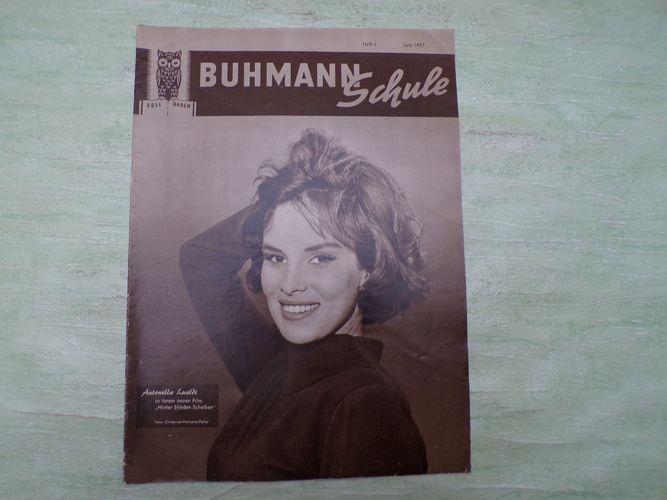 Heft 6 Juni 1957
BUHMANN
Schule
SOLL HABEN
Antonella Lualdi
in ihrem neuen Film
„Hinter blinden Scheiben“